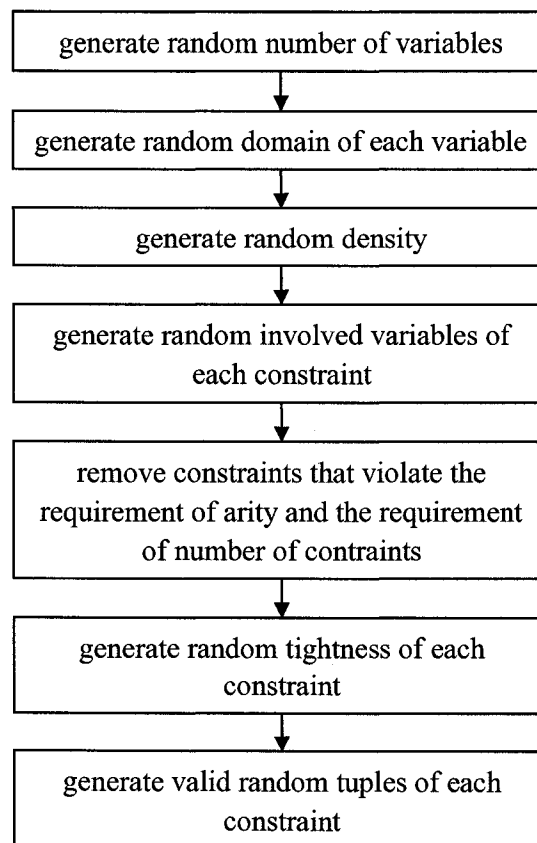 generate random number of variables
generate random domain of each variable
generate random density
generate random involved variables of
each constraint
remove constraints that violate the
requirement of arity and the requirement
of number of contraints
generate random tightness of each
constraint
generate valid random tuples of each
constraint